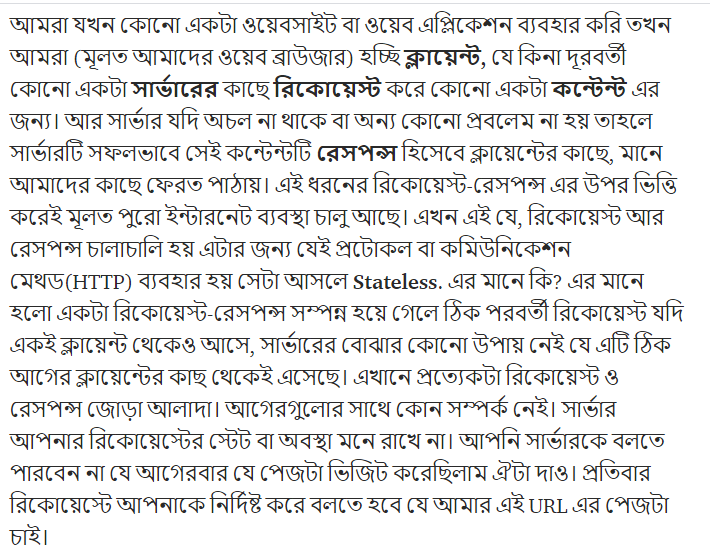 আমরা যখন কোনো একটা ওয়েবসাইট বা ওয়েব এপ্লিকেশন ব্যবহার করি তখন
আমরা (মূলত আমাদের ওয়েব ব্রাউজার) হচ্ছি ক্লায়েন্ট, যে কিনা দূরবর্তী
কোনো একটা সার্ভারের কাছে রিকোয়েস্ট করে কোনো একটা কন্টেন্ট এর
জন্য। আর সার্ভার যদি অচল না থাকে বা অন্য কোনো প্রবলেম না হয় তাহলে
সার্ভারটি সফলভাবে সেই কন্টেন্টটি রেসপন্স হিসেবে ক্লায়েন্টের কাছে, মানে
আমাদের কাছে ফেরত পাঠায়। এই ধরনের রিকোয়েস্ট-রেসপন্স এর উপর ভিত্তি
করেই মূলত পুরো ইন্টারনেট ব্যবস্থা চালু আছে। এখন এই যে, রিকোয়েস্ট আর
রেসপন্স চালাচালি হয় এটার জন্য যেই প্রটোকল বা কমিউনিকেশন
মেথড(HTTP) ব্যবহার হয় সেটা আসলে Stateless. এর মানে কি? এর মানে
হলো একটা রিকোয়েস্ট-রেসপন্স সম্পন্ন হয়ে গেলে ঠিক পরবর্তী রিকোয়েস্ট যদি
একই ক্লায়েন্ট থেকেও আসে, সার্ভারের বোঝার কোনো উপায় নেই যে এটি ঠিক
আগের ক্লায়েন্টের কাছ থেকেই এসেছে। এখানে প্রত্যেকটা রিকোয়েস্ট ও
রেসপন্স জোড়া আলাদা। আগেরগুলোর সাথে কোন সম্পর্ক নেই। সার্ভার
আপনার রিকোয়েস্টের স্টেট বা অবস্থা মনে রাখে না। আপনি সার্ভারকে বলতে
পারবেন না যে আগেরবার যে পেজটা ভিজিট করেছিলাম ঐটা দাও। প্রতিবার
রিকোয়েস্টে আপনাকে নির্দিষ্ট করে বলতে হবে যে আমার এই URL এর পেজটা
চাই।